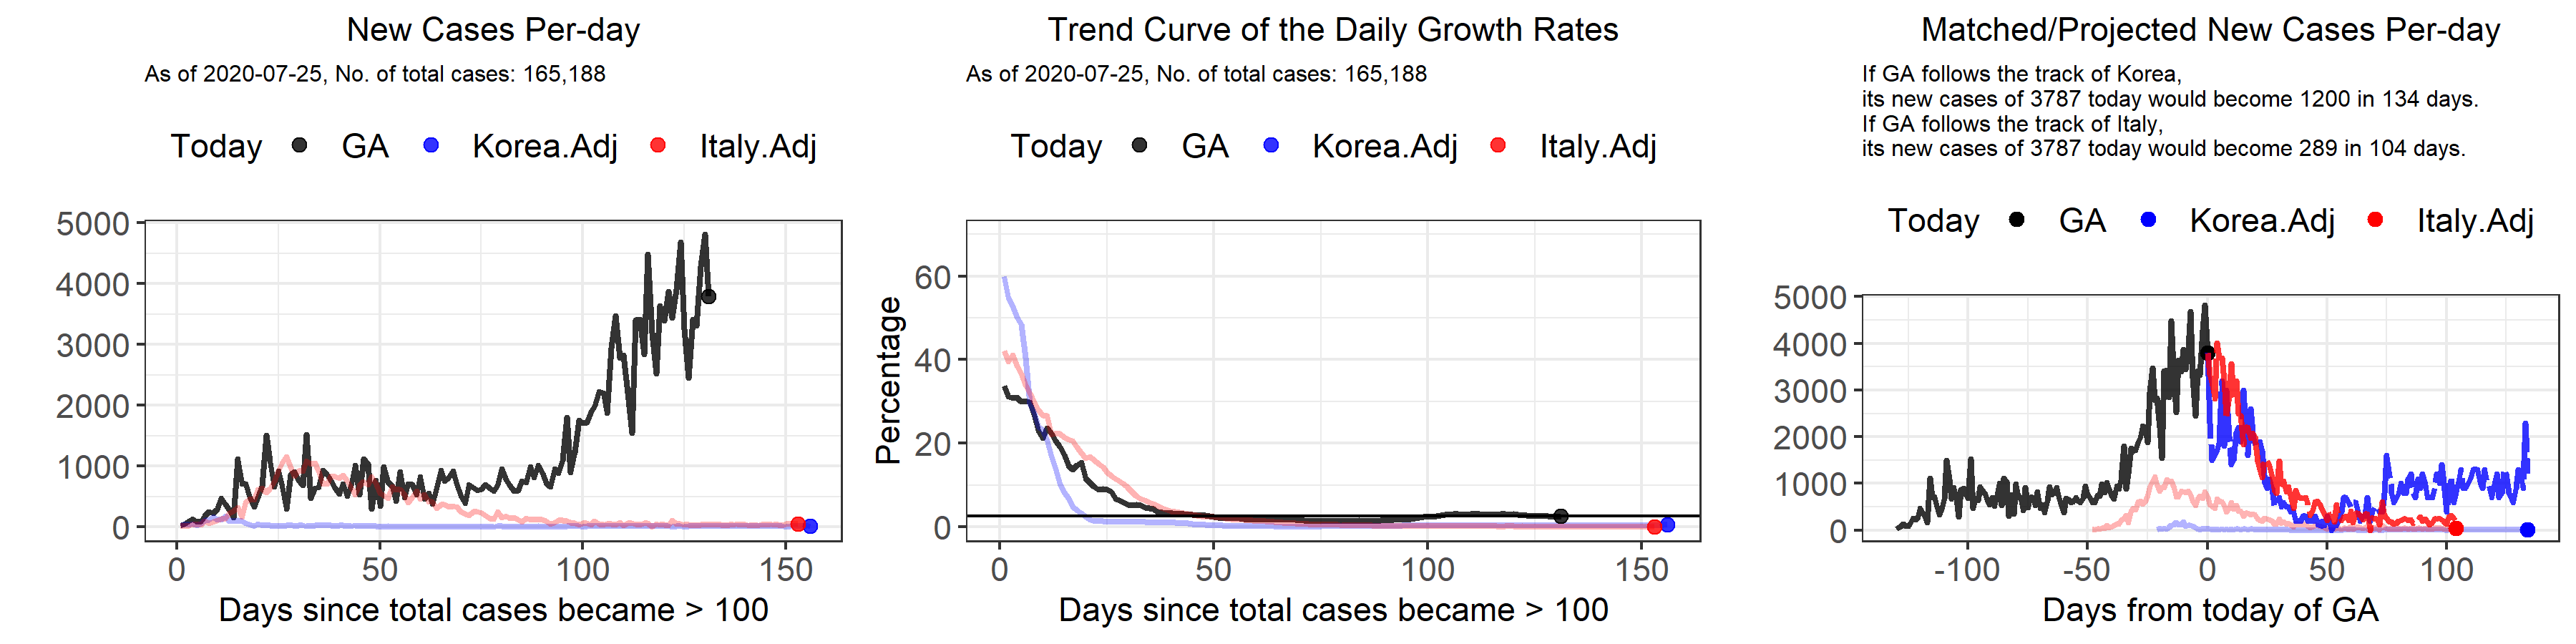 New Cases Per-day
As of 2020-07-25, No. of total cases: 165,188
Today GA Korea.Adj Italy.Adj
5000
4000
3000
2000
1000
0
0 50 100 150
Days since total cases became > 100
Trend Curve of the Daily Growth Rates
As of 2020-07-25, No. of total cases: 165,188
Today GA Korea.Adj Italy.Adj
Percentage
60
40
20
0
0 50 100 150
Days since total cases became > 100
Matched/Projected New Cases Per-day
If GA follows the track of Korea,
its new cases of 3787 today would become 1200 in 134 days.
If GA follows the track of Italy,
its new cases of 3787 today would become 289 in 104 days.
Today GA Korea.Adj Italy.Adj
5000
4000
3000
2000
1000
0
-100 -50 0 50 100
Days from today of GA